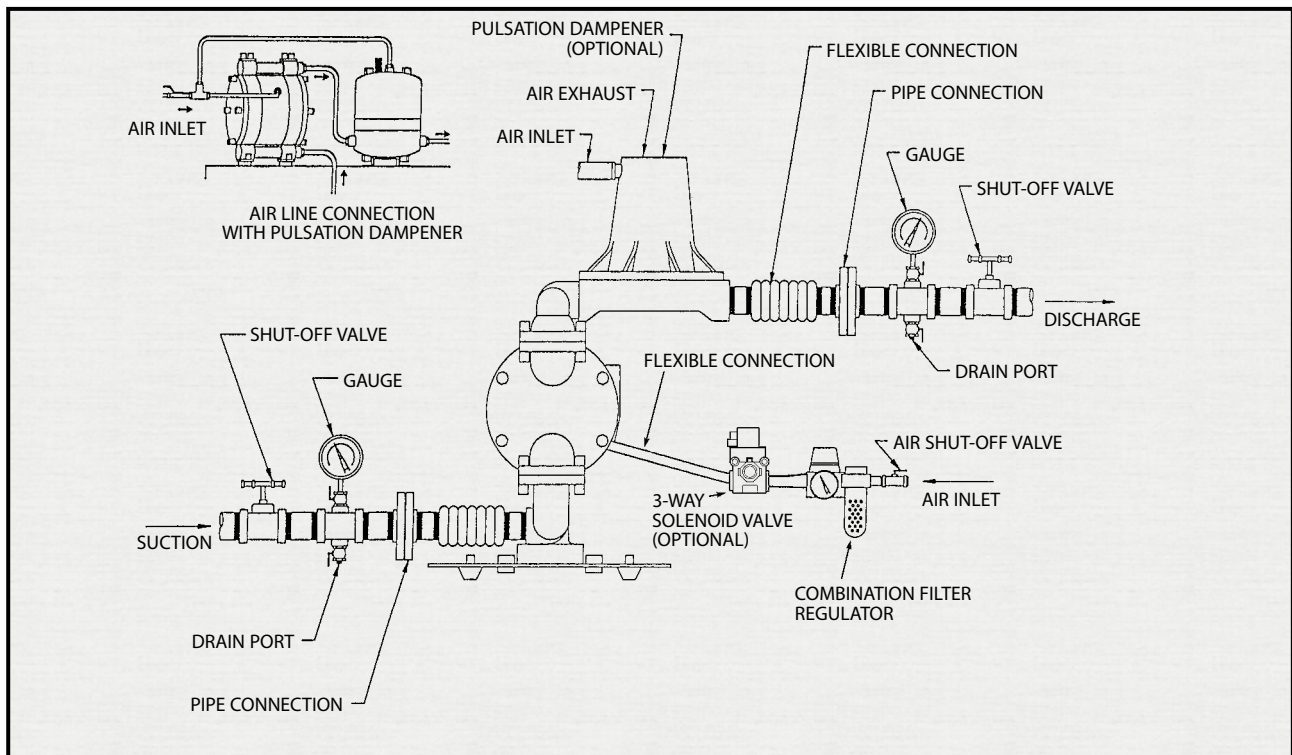 PULSATION DAMPENER
(OPTIONAL)
FLEXIBLE CONNECTION
AIR EXHAUST
PIPE CONNECTION
AIR INLET
AIR INLET
GAUGE
SHUT-OFF VALVE
AIR LINE CONNECTION
WITH PULSATION DAMPENER
DISCHARGE
SHUT-OFF VALVE
FLEXIBLE CONNECTION
DRAIN PORT
GAUGE
AIR SHUT-OFF VALVE
AIR INLET
3-WAY
SOLENOID VALVE
(OPTIONAL)
SUCTION
COMBINATION FILTER
REGULATOR
DRAIN PORT
PIPE CONNECTION